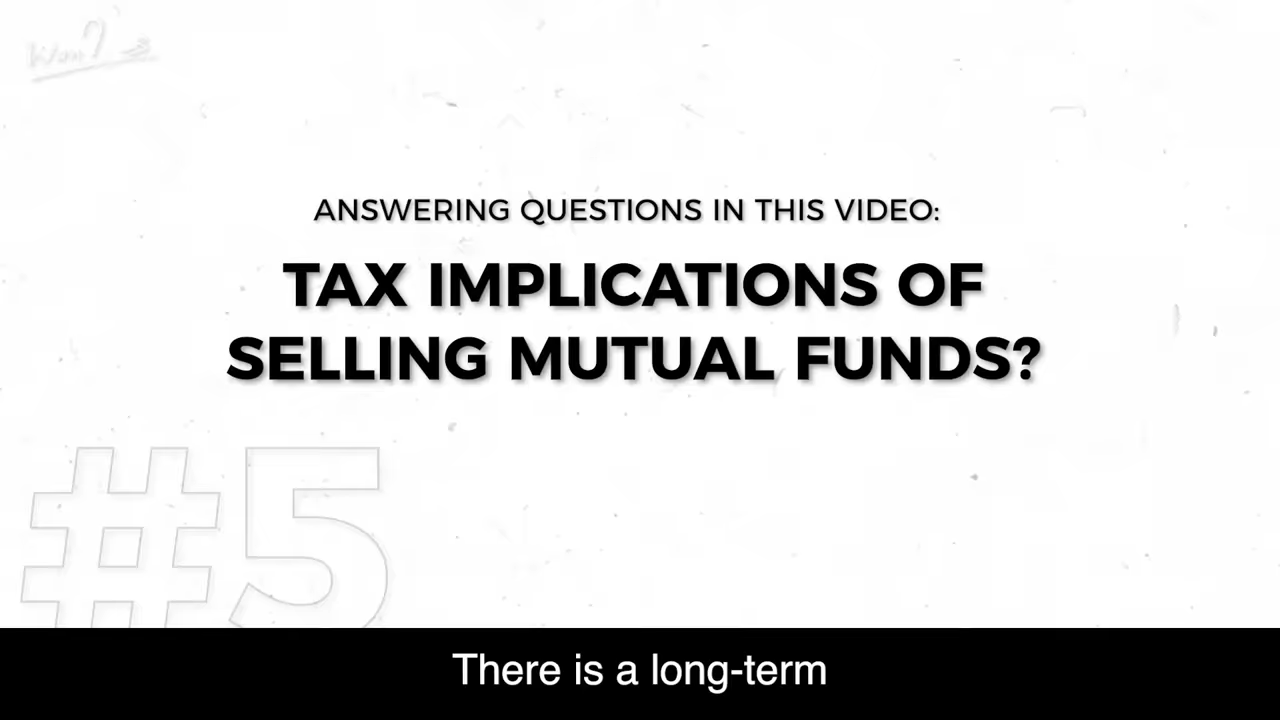 ANSWERING QUESTIONS IN THIS VIDEO:
TAX IMPLICATIONS OF
SELLING MUTUAL FUNDS?
#5
There is a long-term